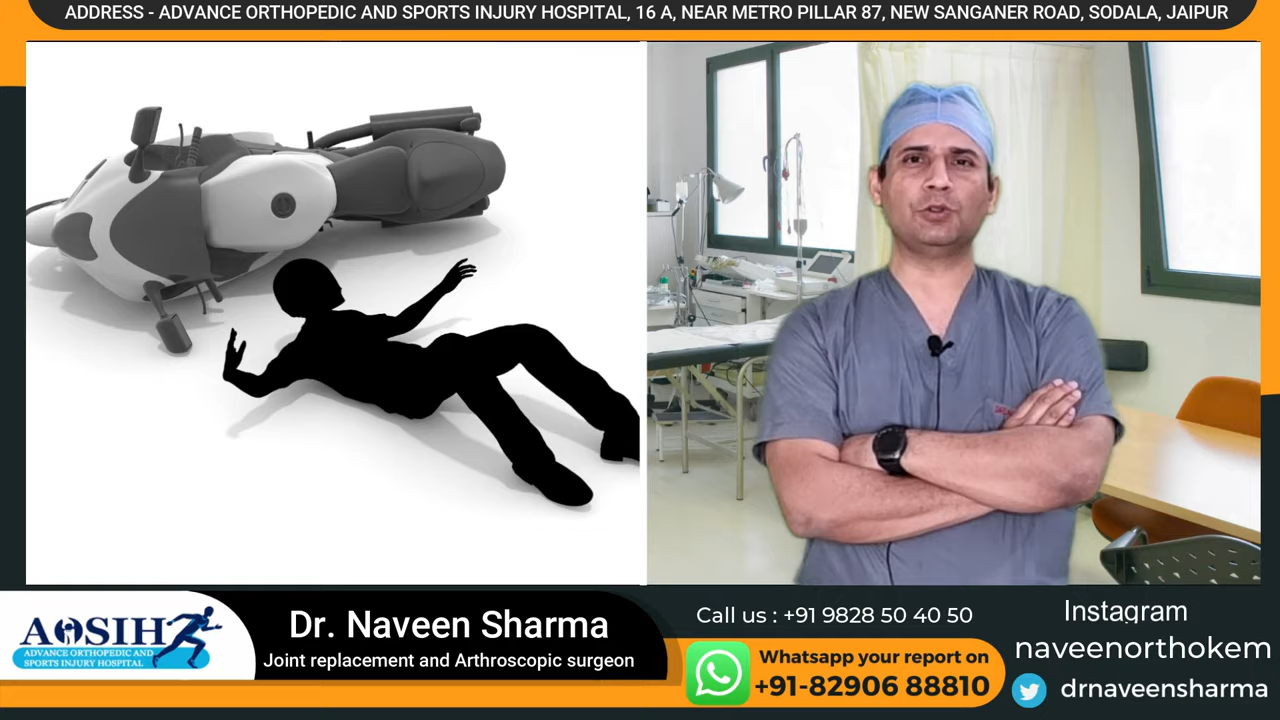 ADDRESS - ADVANCE ORTHOPEDIC AND SPORTS INJURY HOSPITAL, 16 A, NEAR METRO PILLAR 87, NEW SANGANER ROAD, SODALA, JAIPUR
AOSIH
ADVANCE ORTHOPEDIC AND
SPORTS INJURY HOSPITAL
Dr. Naveen Sharma
Joint replacement and Arthroscopic surgeon
Call us : +91 9828 50 40 50
Whatsapp your report on
+91-82906 88810
Instagram
naveenorthokem
drnaveensharma